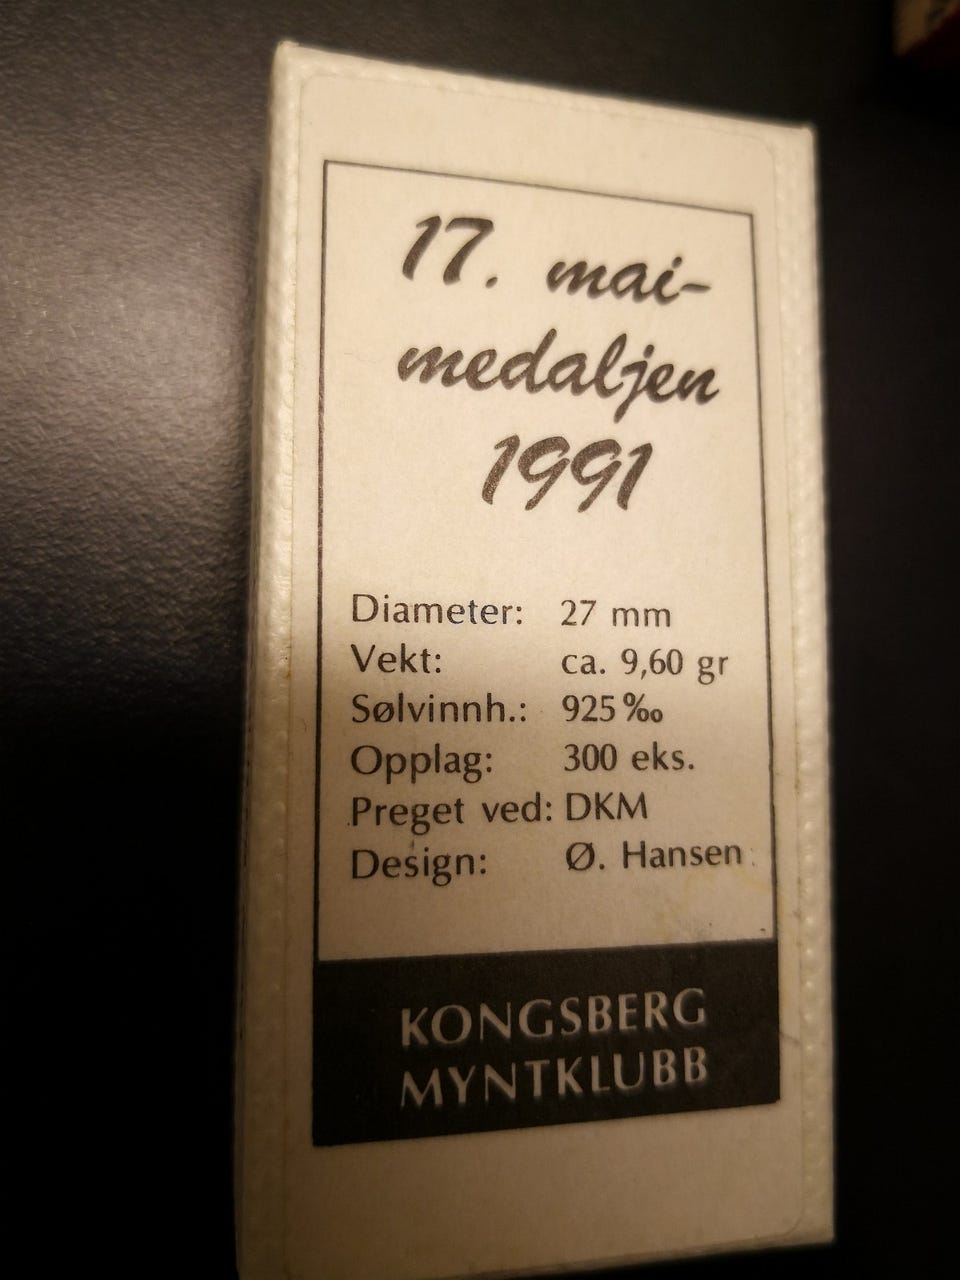 17. mai-
medaljen
1991
Diameter: 27 mm
Vekt: ca. 9,60 gr
Sølvinnh.: 925 ‰
Opplag: 300 eks.
Preget ved: DKM
Design: Ø. Hansen
KONGSBERG
MYNTKLUBB